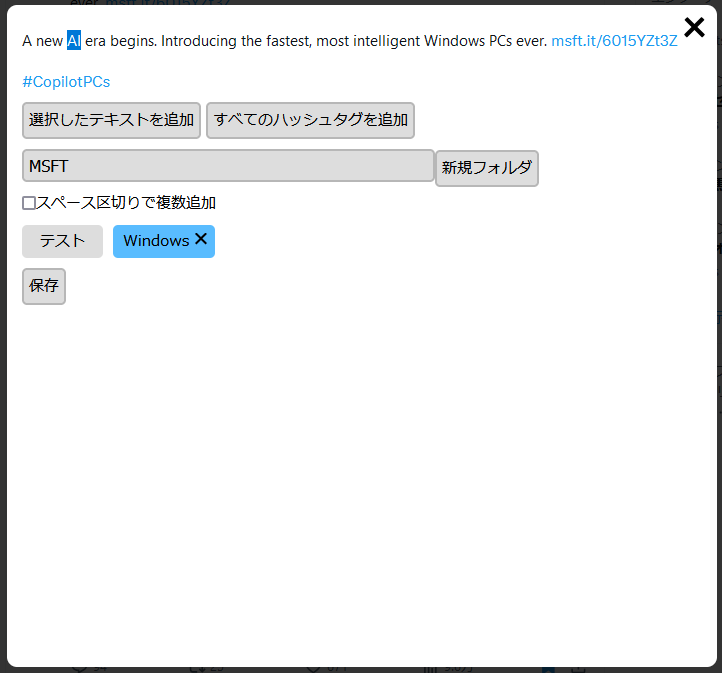 A new AI era begins. Introducing the fastest, most intelligent Windows PCs ever. msft.it/6015YZt3Z
#CopilotPCs
選択したテキストを追加 すべてのハッシュタグを追加
MSFT 新規フォルダ
スペース区切りで複数追加
テスト Windows ✕
保存